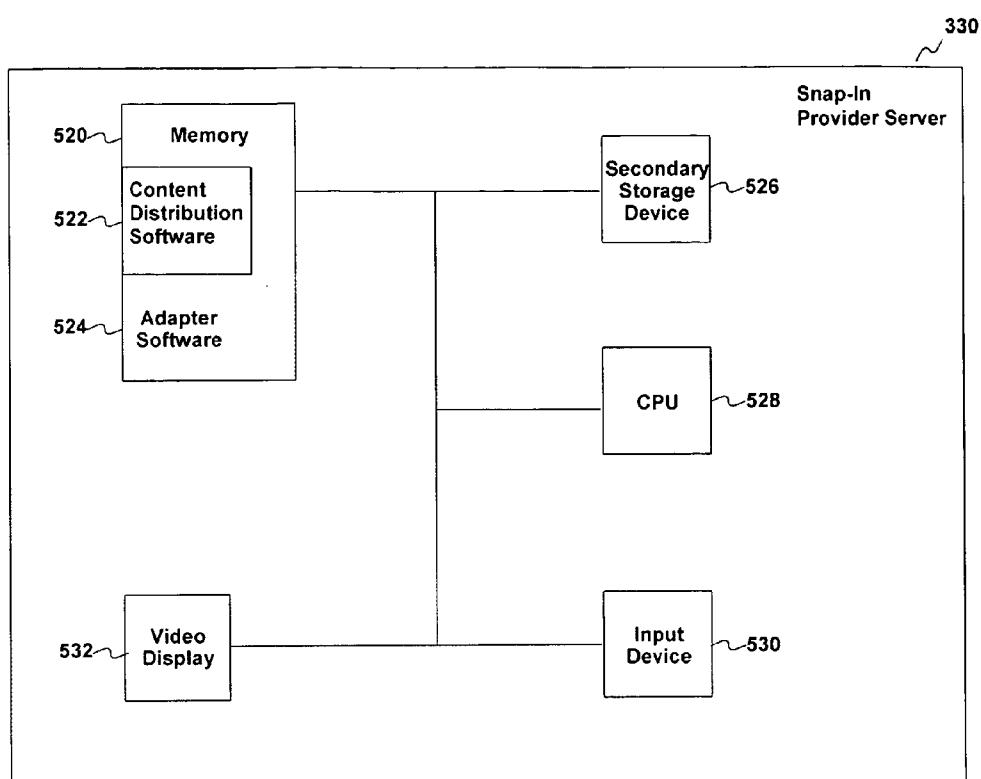 330
Snap-In
Provider Server
520
Memory
Content
Distribution
Software
522
524
Adapter
Software
Secondary
Storage
Device
526
CPU
528
532
Video
Display
Input
Device
530